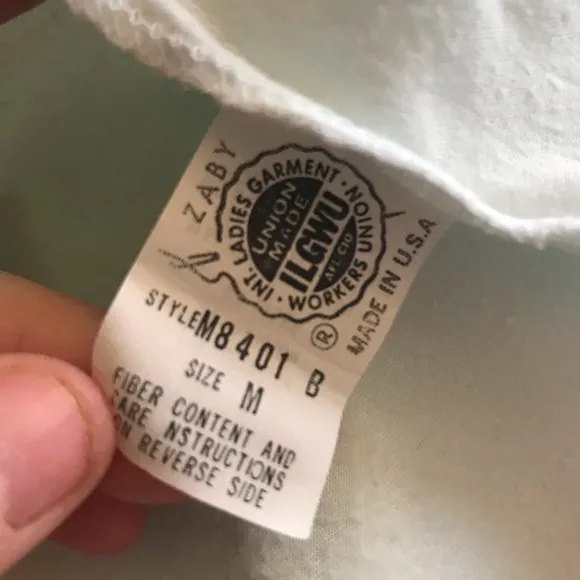 ZABY
INT. LADIES GARMENT · WORKERS UNION ·
UNION
MADE
ILGWU
AFL CIO
®
MADE IN U.S.A
STYLE M8401 B
SIZE M
FIBER CONTENT AND
CARE NSTRUCTIONS
ON REVERSE SIDE